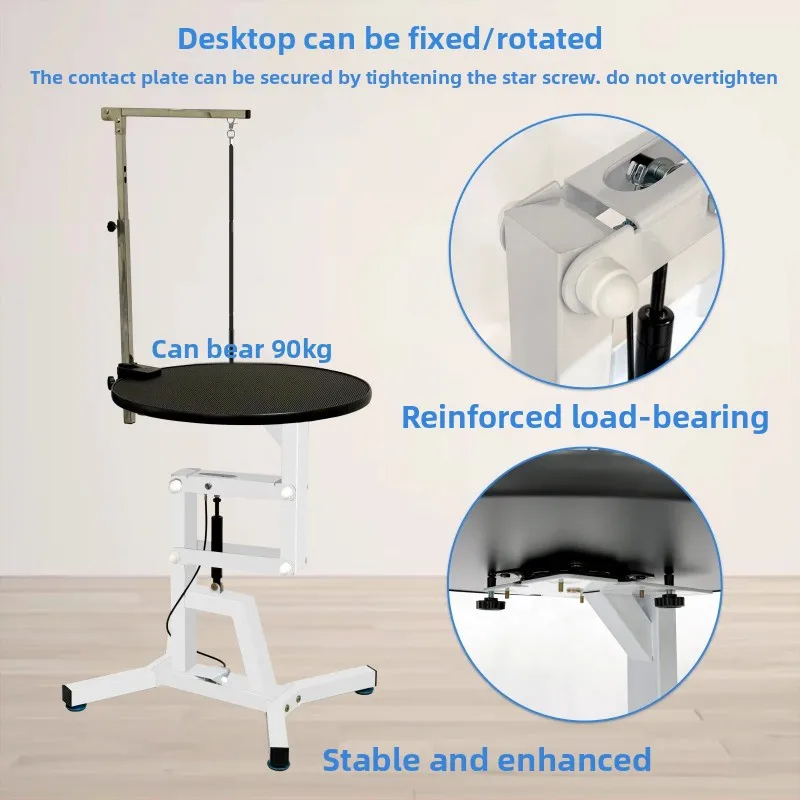 Desktop can be fixed/rotated
The contact plate can be secured by tightening the star screw. do not overtighten
Can bear 90kg
Reinforced load-bearing
Stable and enhanced